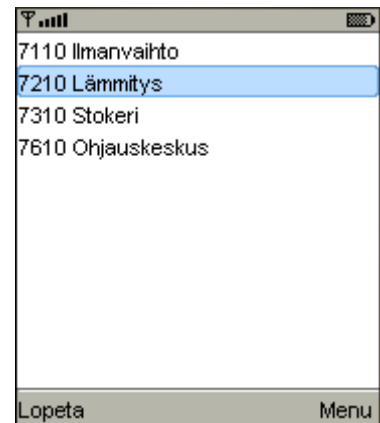 7110 Ilmanvaihto
7210 Lämmitys
7310 Stokeri
7610 Ohjauskeskus
Lopeta Menu